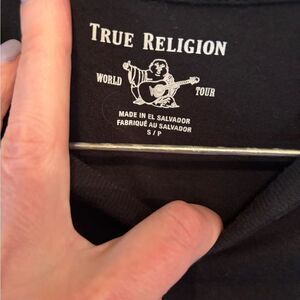 TRUE RELIGION
WORLD TOUR
MADE IN EL SALVADOR
FABRIQUÉ AU SALVADOR
S / P